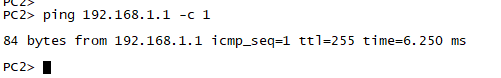 PC2>
PC2> ping 192.168.1.1 -c 1
84 bytes from 192.168.1.1 icmp_seq=1 ttl=255 time=6.250 ms
PC2>